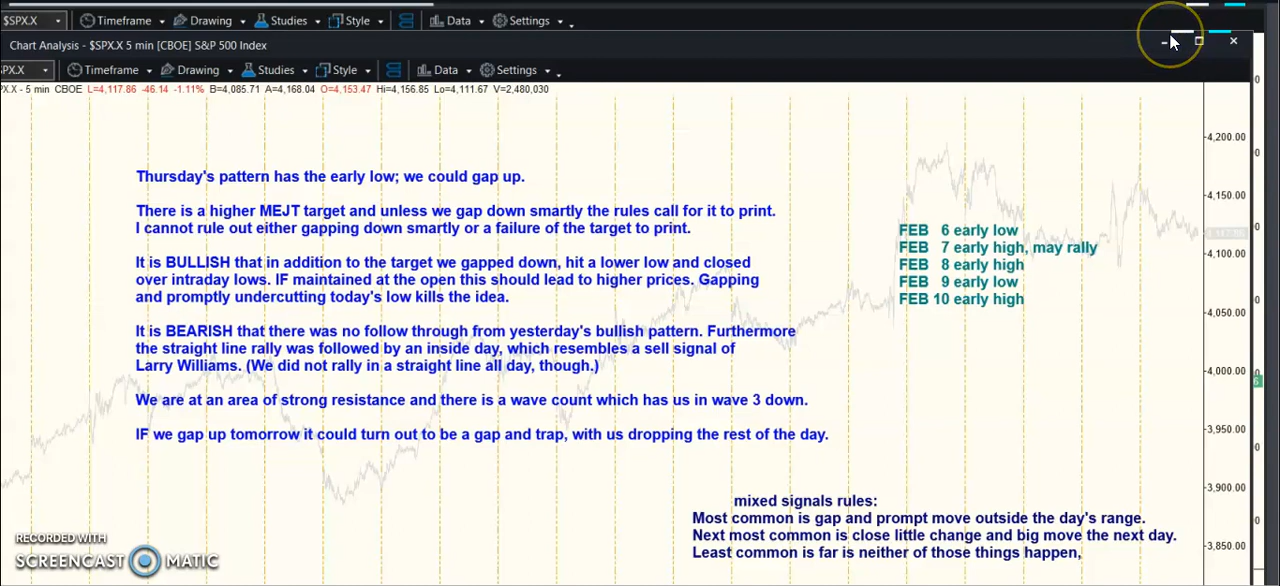 $SPX.X Timeframe Drawing Studies Style Data Settings
Chart Analysis - $SPX.X 5 min [CBOE] S&P 500 Index
PX.X Timeframe Drawing Studies Style Data Settings
PX.X - 5 min CBOE L=4,117.86 -46.14 -1.11% B=4,085.71 A=4,168.04 O=4,153.47 Hi=4,156.85 Lo=4,111.67 V=2,480,030
4,200.00
Thursday's pattern has the early low; we could gap up.
4,150.00
There is a higher MEJT target and unless we gap down smartly the rules call for it to print.
I cannot rule out either gapping down smartly or a failure of the target to print.
FEB 6 early low
FEB 7 early high, may rally
FEB 8 early high
FEB 9 early low
FEB 10 early high
4,100.00
It is BULLISH that in addition to the target we gapped down, hit a lower low and closed
over intraday lows. IF maintained at the open this should lead to higher prices. Gapping
and promptly undercutting today's low kills the idea.
4,050.00
It is BEARISH that there was no follow through from yesterday's bullish pattern. Furthermore
the straight line rally was followed by an inside day, which resembles a sell signal of
Larry Williams. (We did not rally in a straight line all day, though.)
4,000.00
We are at an area of strong resistance and there is a wave count which has us in wave 3 down.
3,950.00
IF we gap up tomorrow it could turn out to be a gap and trap, with us dropping the rest of the day.
3,900.00
mixed signals rules:
Most common is gap and prompt move outside the day's range.
Next most common is close little change and big move the next day.
Least common is far is neither of those things happen,
3,850.00
RECORDED WITH
SCREENCAST MATIC